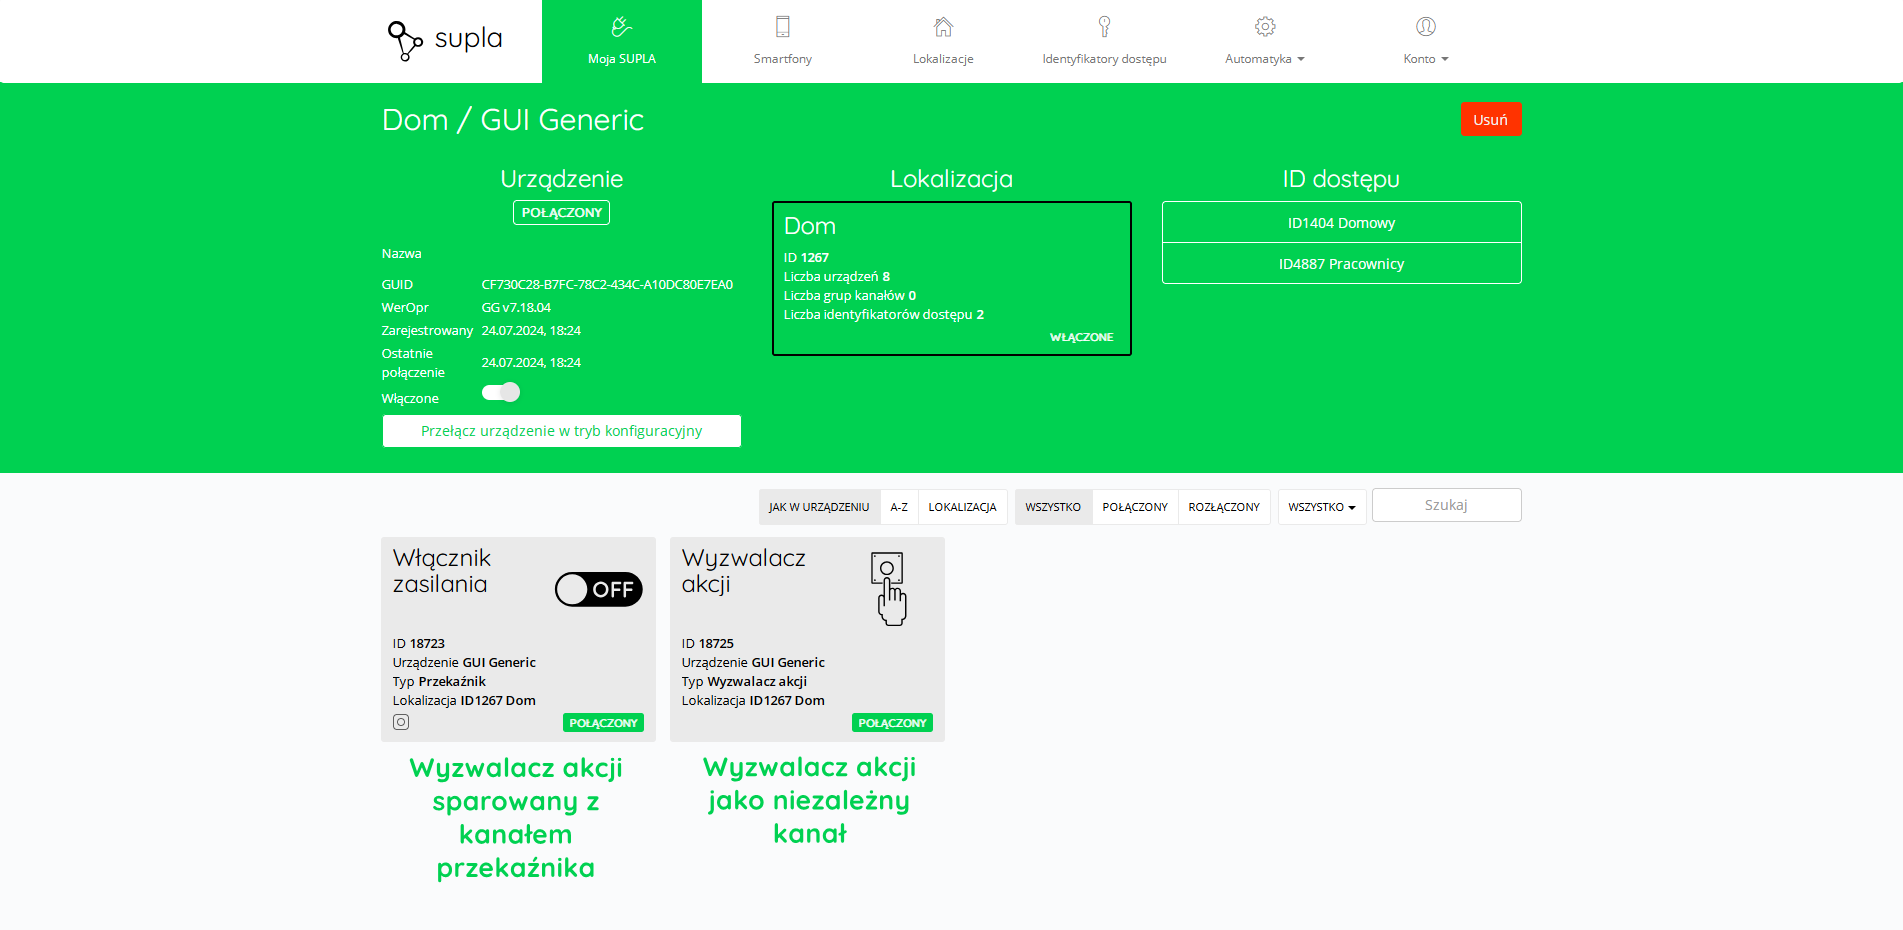 supla
Moja SUPLA
Smartfony
Lokalizacje
Identyfikatory dostępu
Automatyka
Konto
Dom / GUI Generic
Usuń
Urządzenie
POŁĄCZONY
Nazwa
GUID CF730C28-B7FC-78C2-434C-A10DC80E7EA0
WerOpr GG v7.18.04
Zarejestrowany 24.07.2024, 18:24
Ostatnie
połączenie 24.07.2024, 18:24
Włączone
Przełącz urządzenie w tryb konfiguracyjny
Lokalizacja
Dom
ID 1267
Liczba urządzeń 8
Liczba grup kanałów 0
Liczba identyfikatorów dostępu 2
WŁĄCZONE
ID dostępu
ID1404 Domowy
ID4887 Pracownicy
JAK W URZĄDZENIU A-Z LOKALIZACJA WSZYSTKO POŁĄCZONY ROZŁĄCZONY WSZYSTKO Szukaj
Włącznik
zasilania
OFF
ID 18723
Urządzenie GUI Generic
Typ Przekaźnik
Lokalizacja ID1267 Dom
POŁĄCZONY
Wyzwalacz akcji
sparowany z
kanałem
przekaźnika
Wyzwalacz
akcji
ID 18725
Urządzenie GUI Generic
Typ Wyzwalacz akcji
Lokalizacja ID1267 Dom
POŁĄCZONY
Wyzwalacz akcji
jako niezależny
kanał